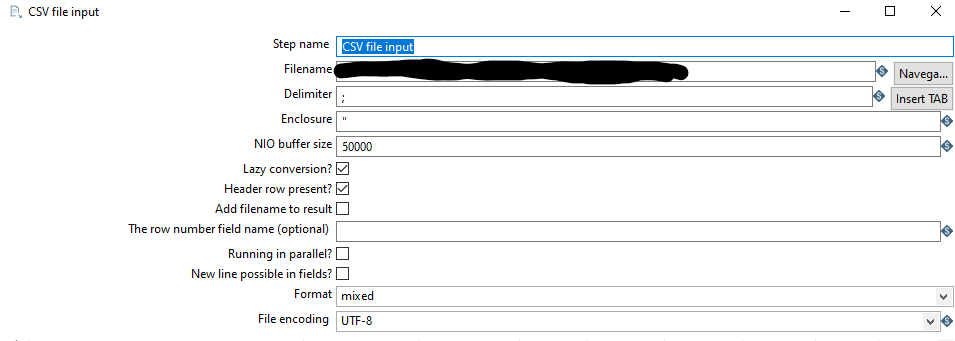 CSV file input
Step name CSV file input
Filename Navega...
Delimiter ; Insert TAB
Enclosure "
NIO buffer size 50000
Lazy conversion?
Header row present?
Add filename to result
The row number field name (optional)
Running in parallel?
New line possible in fields?
Format mixed
File encoding UTF-8